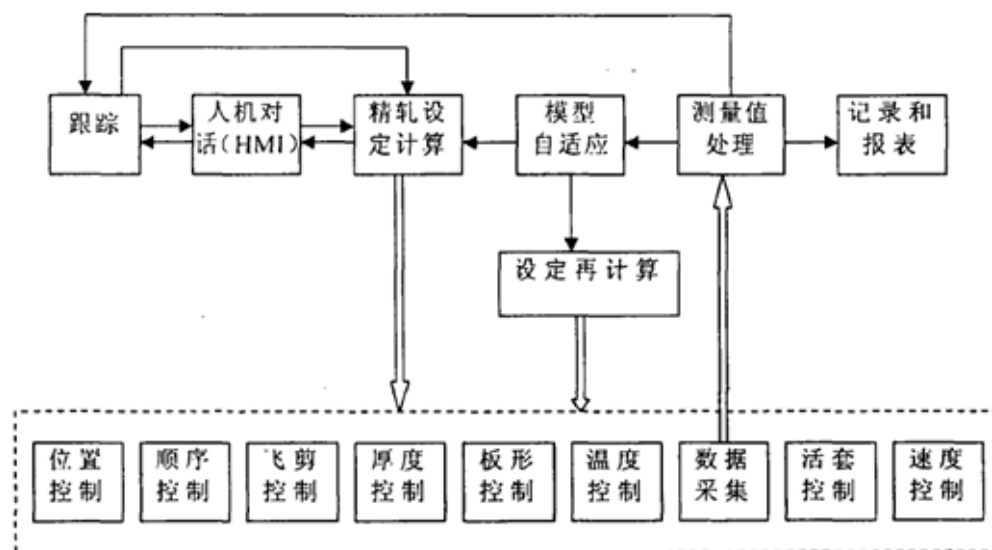 跟踪
人机对
话(HMI)
精轧设
定计算
模型
自适应
测量值
处理
记录和
报表
设定再计算
位置
控制
顺序
控制
飞剪
控制
厚度
控制
板形
控制
温度
控制
数据
采集
活套
控制
速度
控制